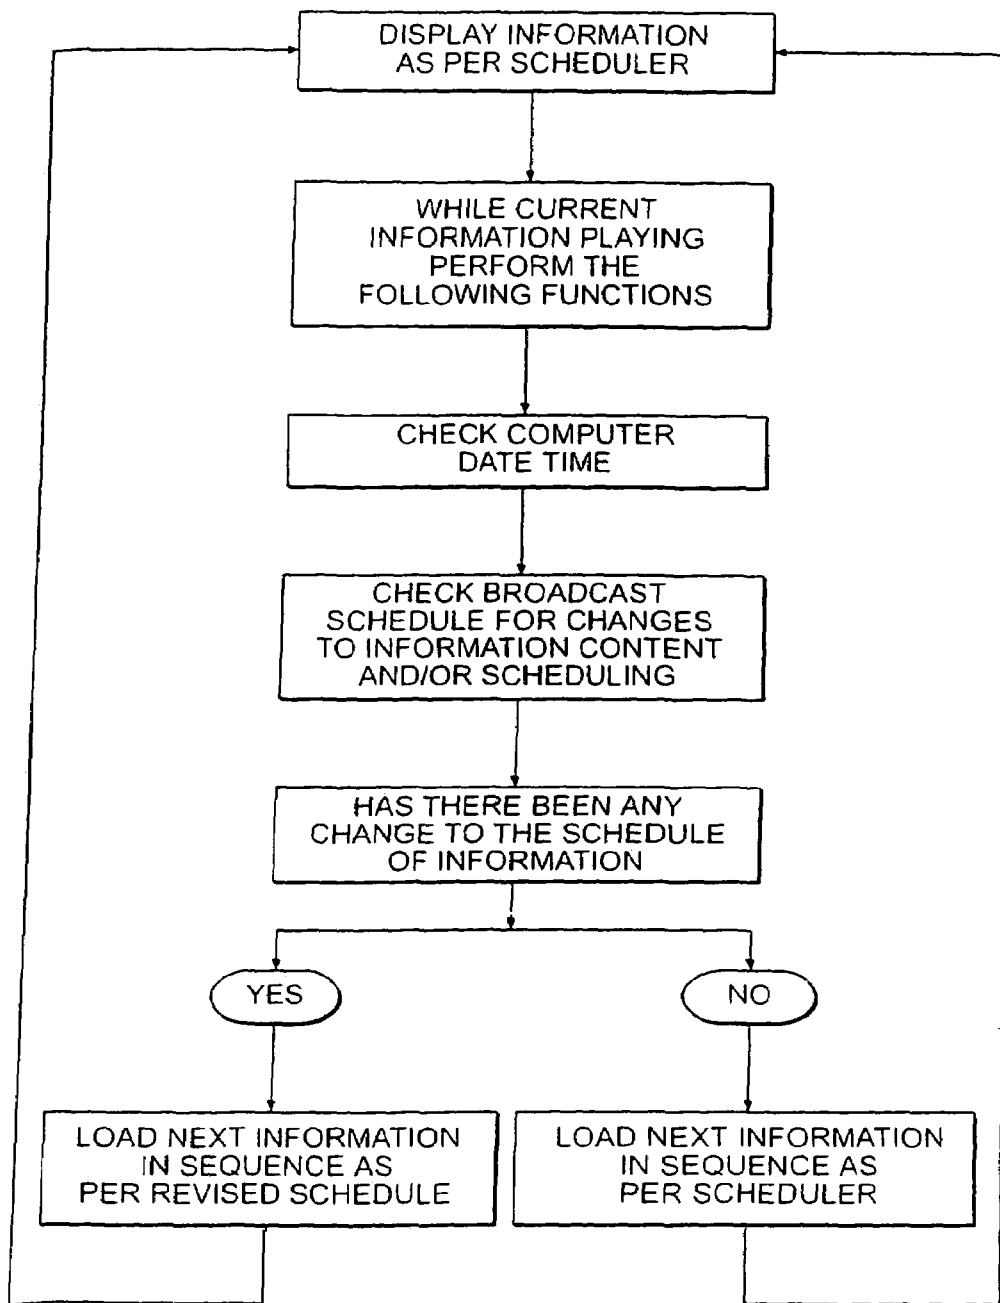 DISPLAY INFORMATION
AS PER SCHEDULER
WHILE CURRENT
INFORMATION PLAYING
PERFORM THE
FOLLOWING FUNCTIONS
CHECK COMPUTER
DATE TIME
CHECK BROADCAST
SCHEDULE FOR CHANGES
TO INFORMATION CONTENT
AND/OR SCHEDULING
HAS THERE BEEN ANY
CHANGE TO THE SCHEDULE
OF INFORMATION
YES
NO
LOAD NEXT INFORMATION
IN SEQUENCE AS
PER REVISED SCHEDULE
LOAD NEXT INFORMATION
IN SEQUENCE AS
PER SCHEDULER